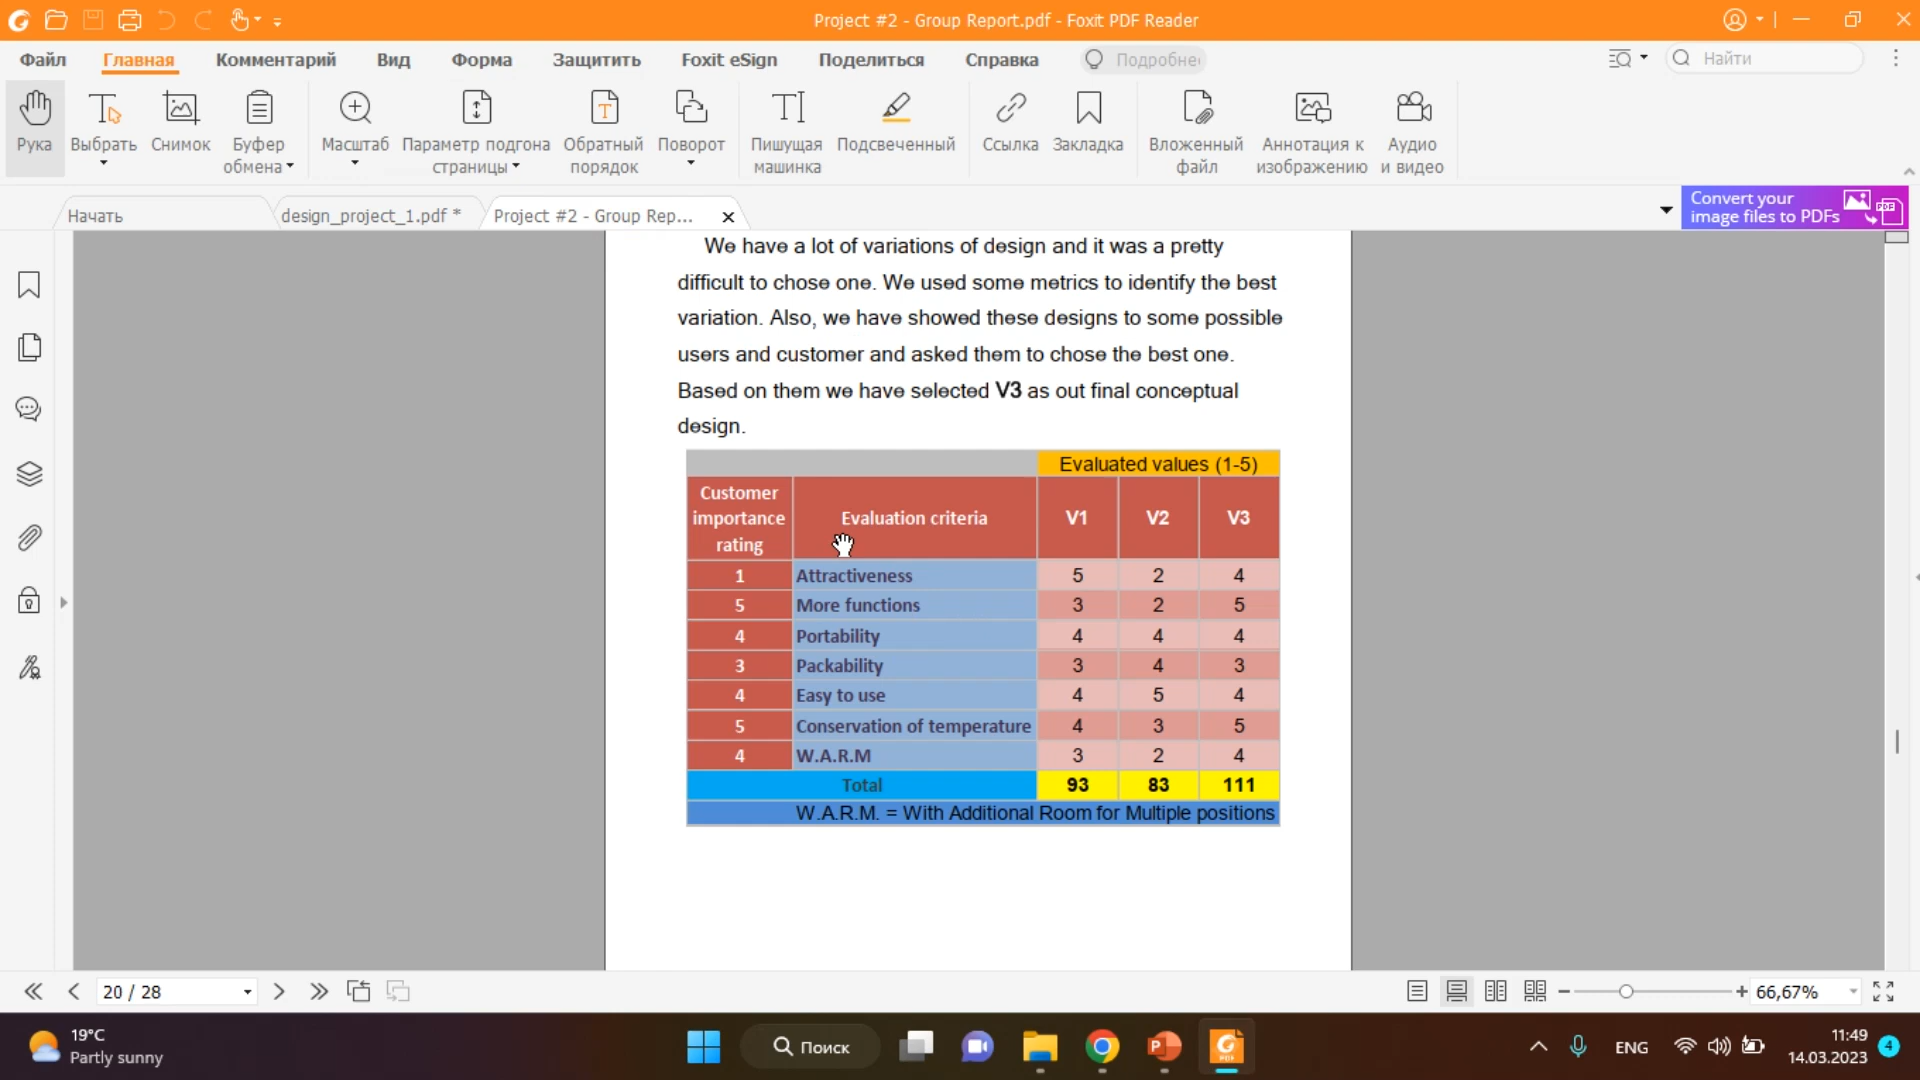 Project #2 - Group Report.pdf - Foxit PDF Reader
Файл Главная Комментарий Вид Форма Защитить Foxit eSign Поделиться Справка Подробнe Найти
Рука Выбрать Снимок Буфер обмена Масштаб Параметр подгона страницы Обратный порядок Поворот Пишущая машинка Подсвеченный Ссылка Закладка Вложенный файл Аннотация к изображению Аудио и видео
Начать design_project_1.pdf * Project #2 - Group Rep...
Convert your
image files to PDFs
PDF
We have a lot of variations of design and it was a pretty
difficult to chose one. We used some metrics to identify the best
variation. Also, we have showed these designs to some possible
users and customer and asked them to chose the best one.
Based on them we have selected V3 as out final conceptual
design.
Evaluated values (1-5)
Customer importance rating Evaluation criteria V1 V2 V3
1 Attractiveness 5 2 4
5 More functions 3 2 5
4 Portability 4 4 4
3 Packability 3 4 3
4 Easy to use 4 5 4
5 Conservation of temperature 4 3 5
4 W.A.R.M 3 2 4
Total 93 83 111
W.A.R.M. = With Additional Room for Multiple positions
20 / 28 66,67%
19°C
Partly sunny
Поиск
ENG
11:49
14.03.2023
4